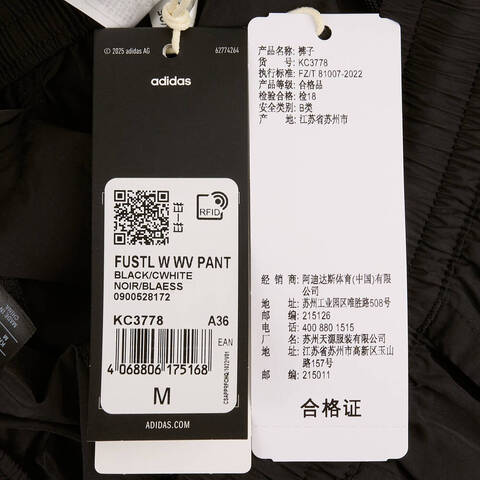 © 2025 adidas AG
62774264
adidas
RFID
FUSTL W WV PANT
BLACK/CWHITE
NOIR/BLAESS
0900528172
KC3778 A36
EAN
4 068806 175168
M
ADIDAS.COM
产品名称: 裤子
货 号: KC3778
执行标准: FZ/T 81007-2022
产品等级: 合格品
检验合格: 检18
安全类别: B类
产 地: 江苏省苏州市
经 销 商: 阿迪达斯体育(中国)有限
公司
地 址: 苏州工业园区唯胜路508号
邮 编: 215126
电 话: 400 880 1515
厂 名: 苏州天源服装有限公司
地 址: 江苏省苏州市高新区玉山
路157号
邮 编: 215011
合格证